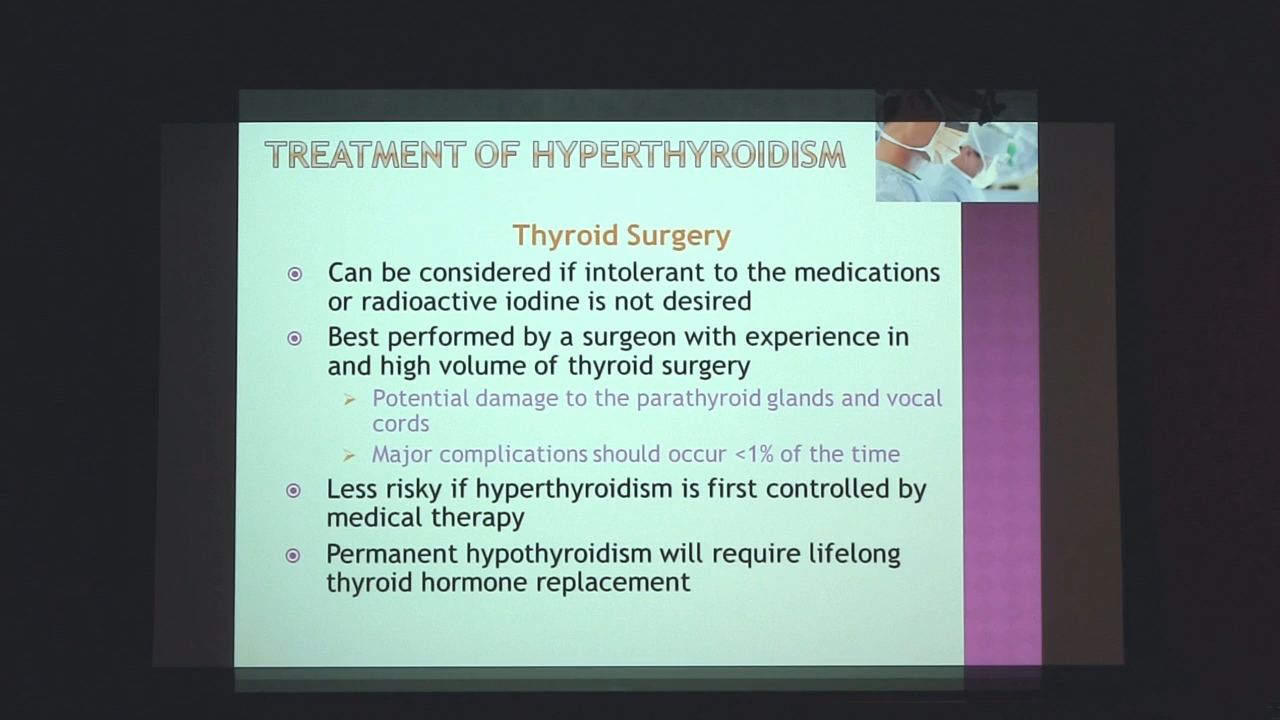 TREATMENT OF HYPERTHYROIDISM
Thyroid Surgery
Can be considered if intolerant to the medications
or radioactive iodine is not desired
Best performed by a surgeon with experience in
and high volume of thyroid surgery
Potential damage to the parathyroid glands and vocal
cords
Major complications should occur <1% of the time
Less risky if hyperthyroidism is first controlled by
medical therapy
Permanent hypothyroidism will require lifelong
thyroid hormone replacement